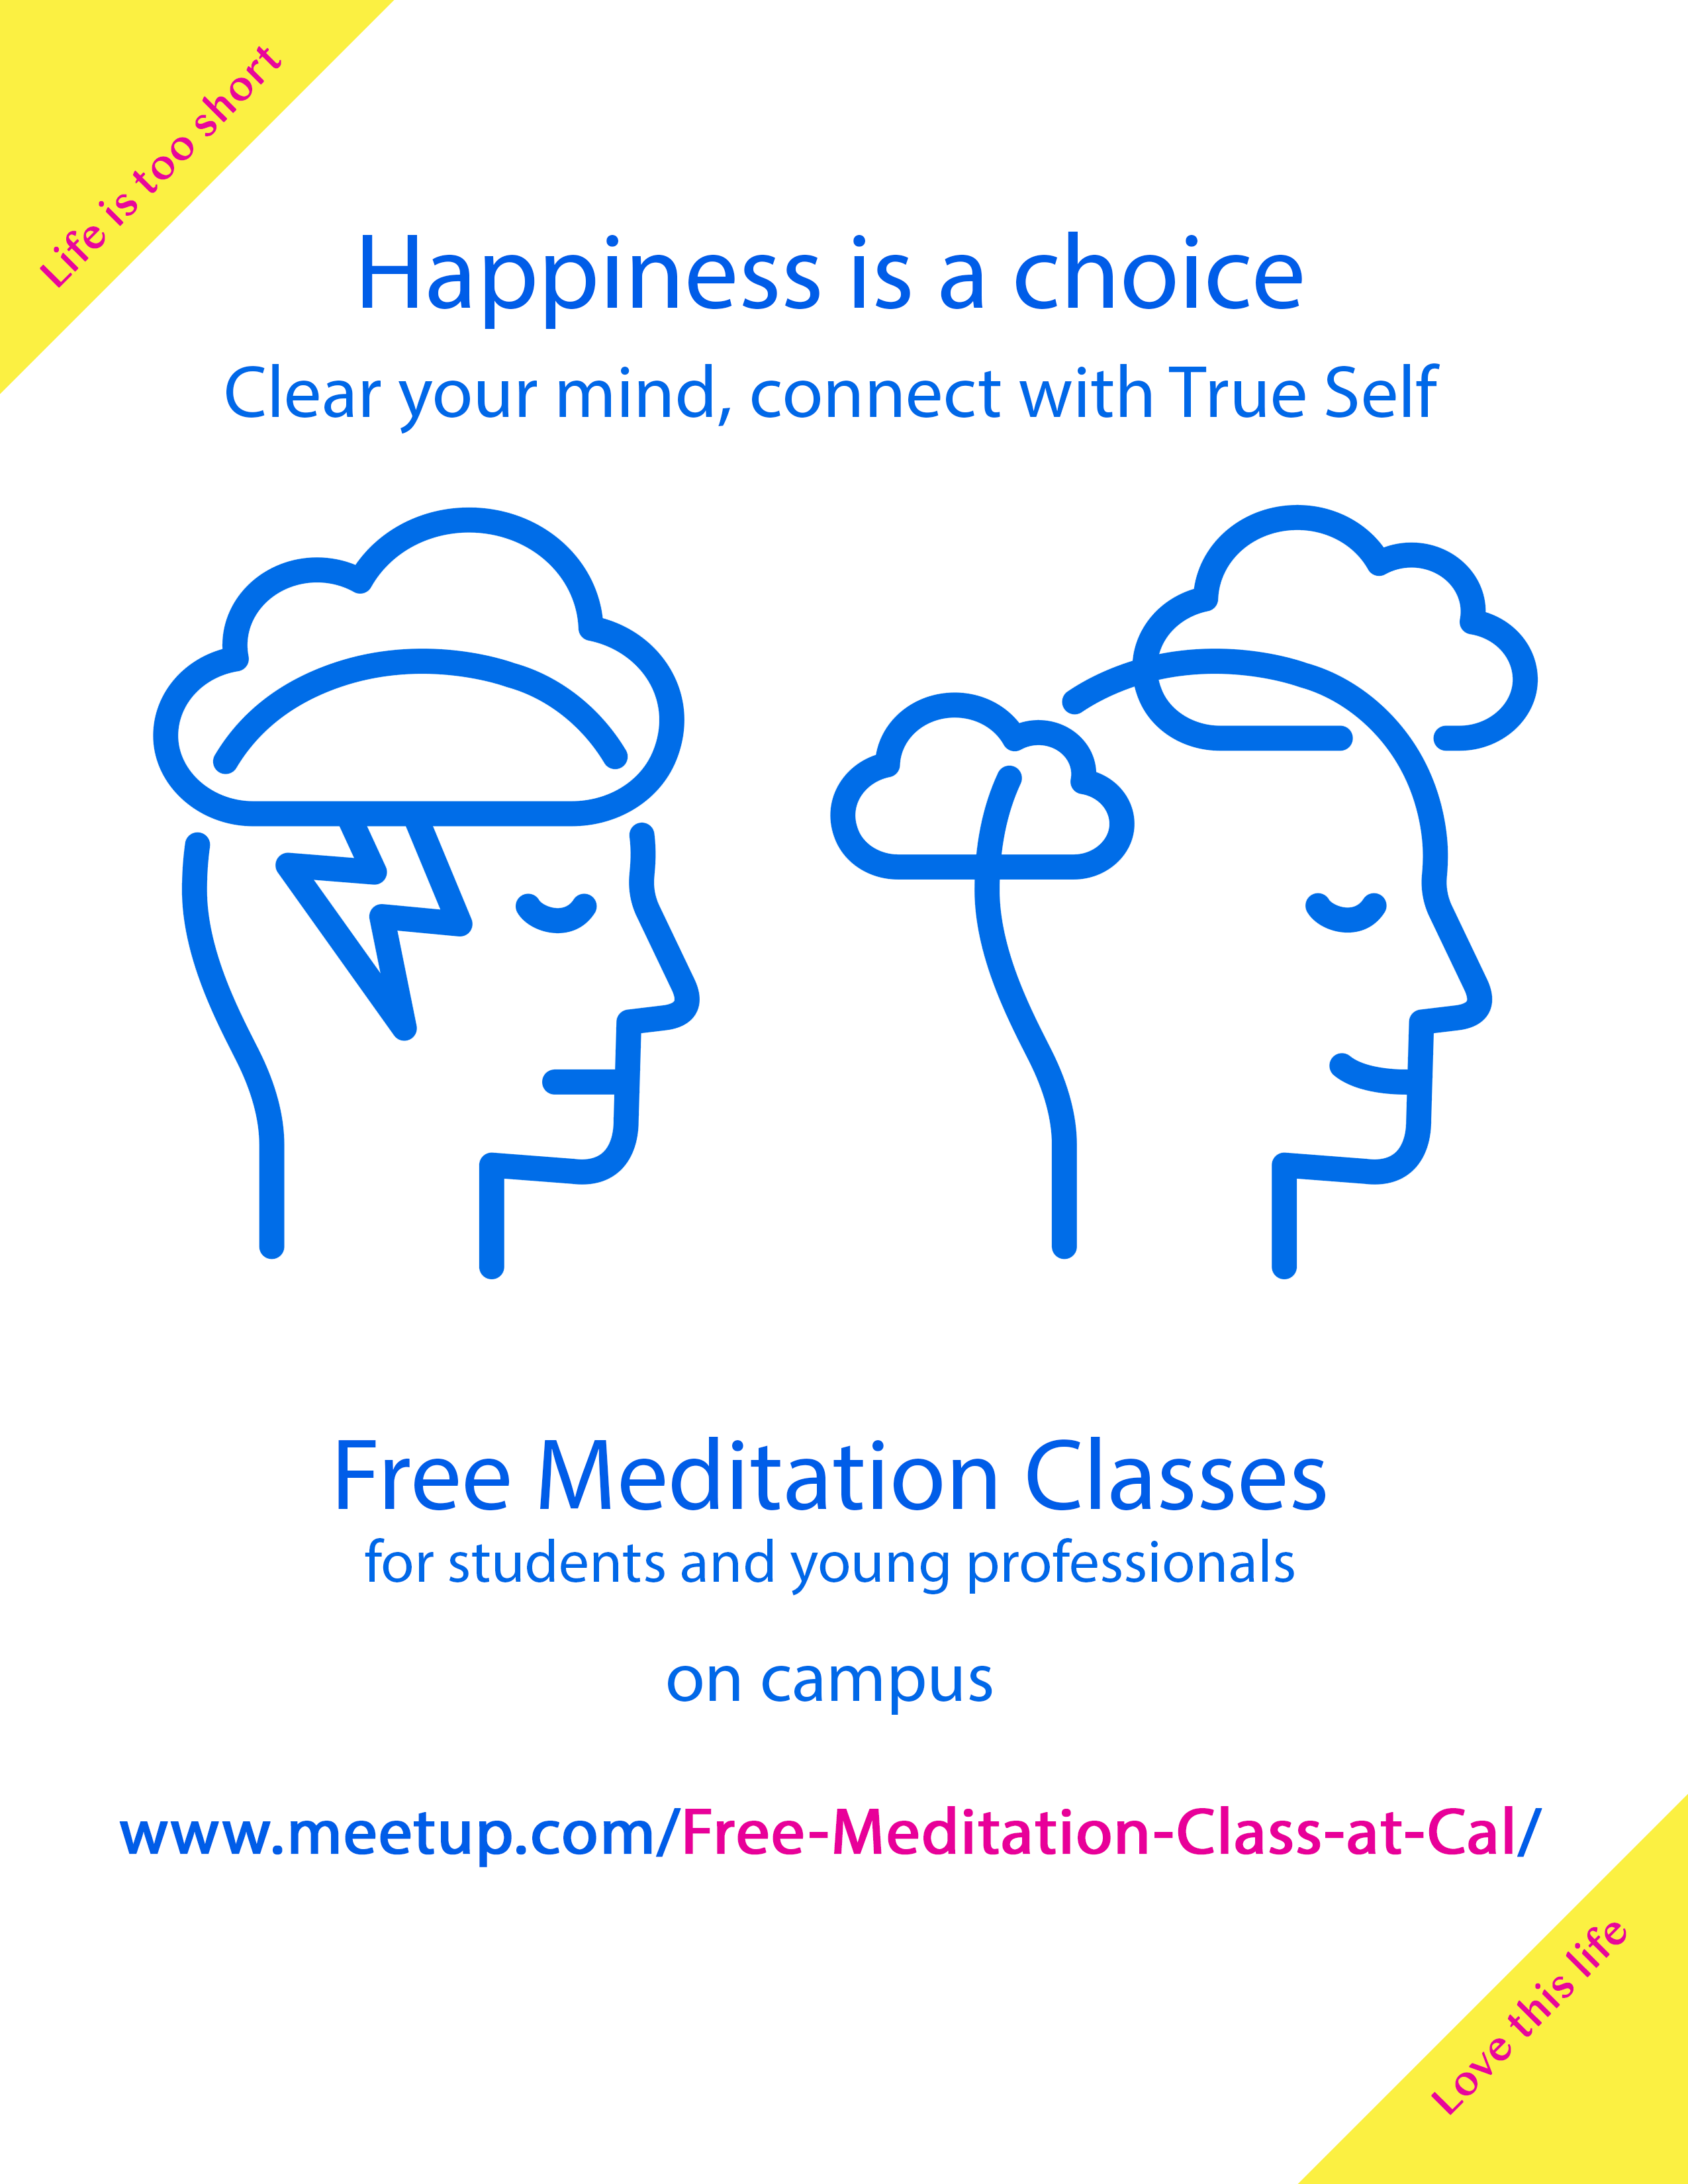 Life is too short
Happiness is a choice
Clear your mind, connect with True Self
Free Meditation Classes
for students and young professionals
on campus
www.meetup.com/Free-Meditation-Class-at-Cal/
Love this life